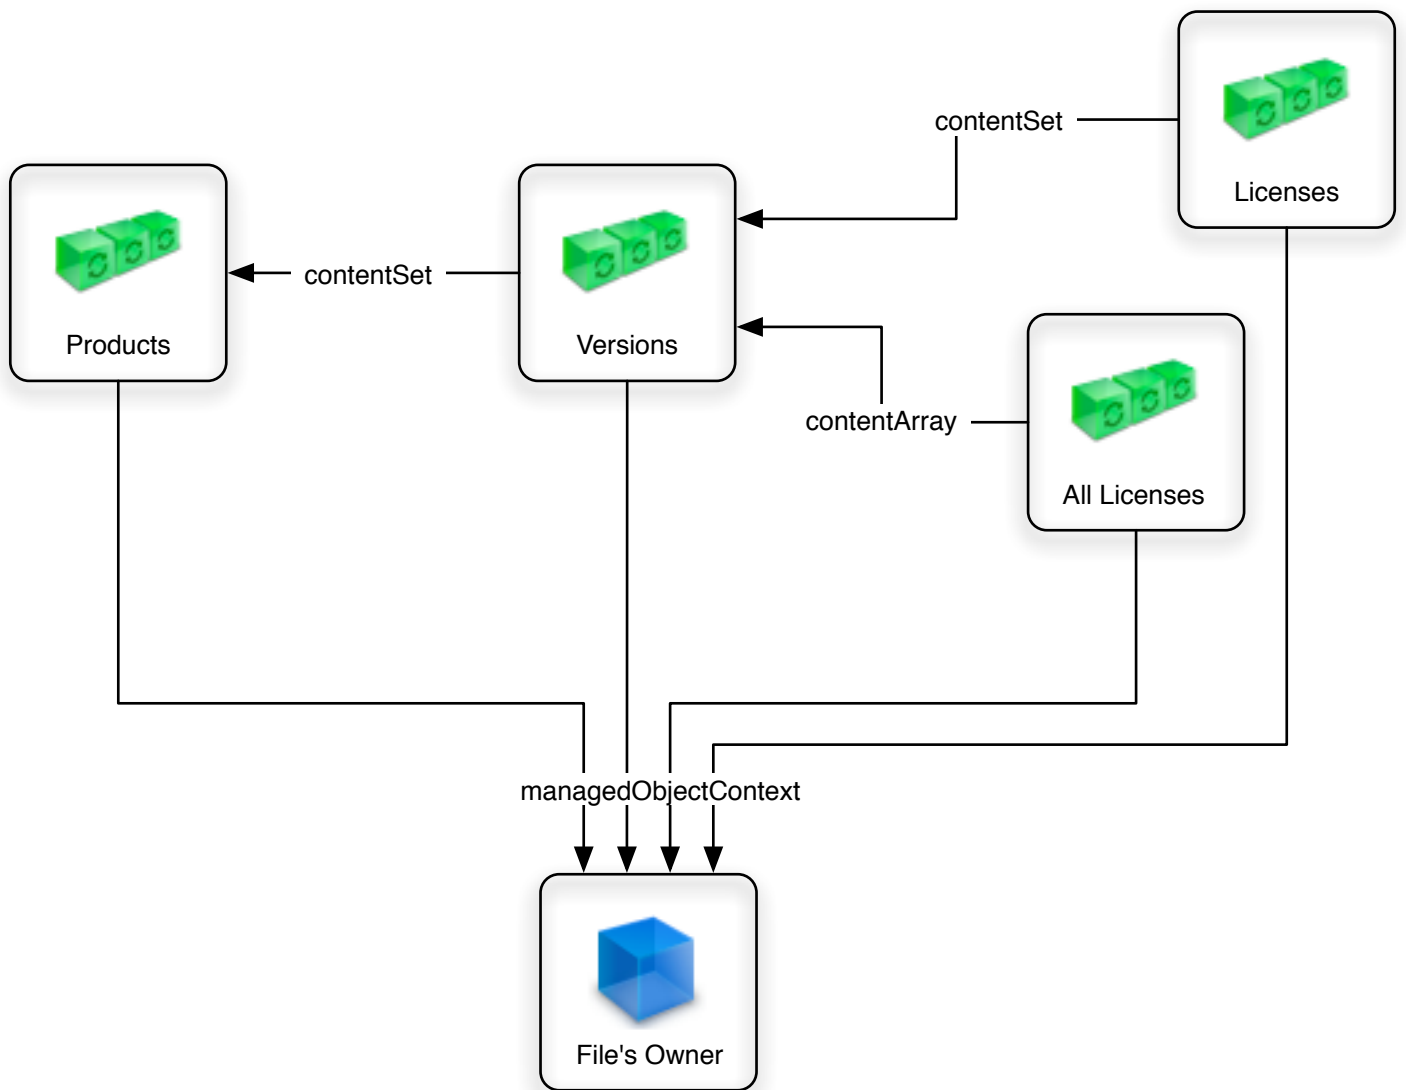 contentSet
Licenses
contentSet
Products
Versions
contentArray
All Licenses
managedObjectContext
File's Owner